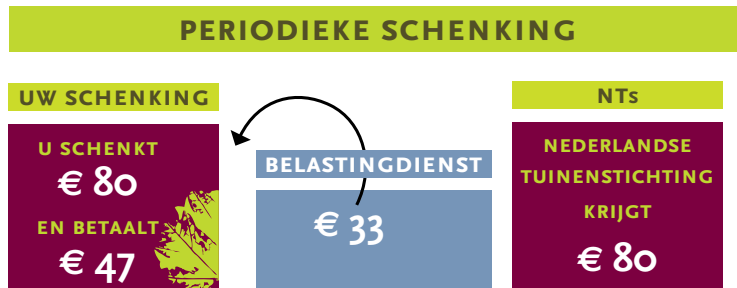 PERIODIEKE SCHENKING
UW SCHENKING
U SCHENKT
€ 80
EN BETAALT
€ 47
BELASTINGDIENST
€ 33
NTs
NEDERLANDSE
TUINENSTICHTING
KRIJGT
€ 80